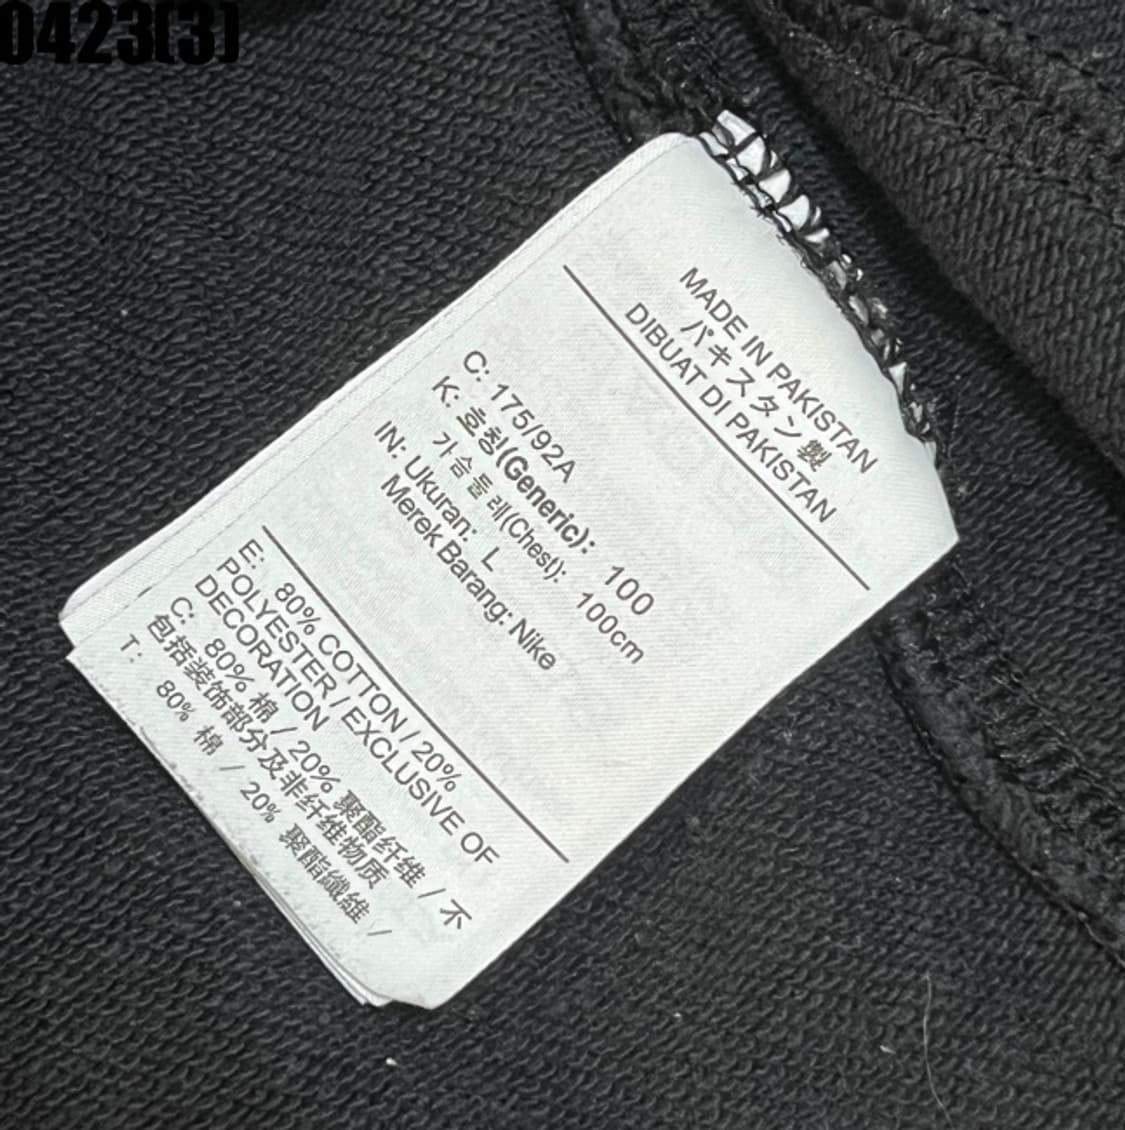 0423(3)
MADE IN PAKISTAN
パキスタン製
DIBUAT DI PAKISTAN
C: 175/92A
K: 호칭(Generic): 100
가슴둘레(Chest): 100cm
IN: Ukuran: L
Merek Barang: Nike
E: 80% COTTON / 20%
POLYESTER / EXCLUSIVE OF
DECORATION
C: 80% 棉 / 20% 聚酯纤维 / 不
包括装饰部分及非纤维物质
T: 80% 棉 / 20% 聚酯纖維 /